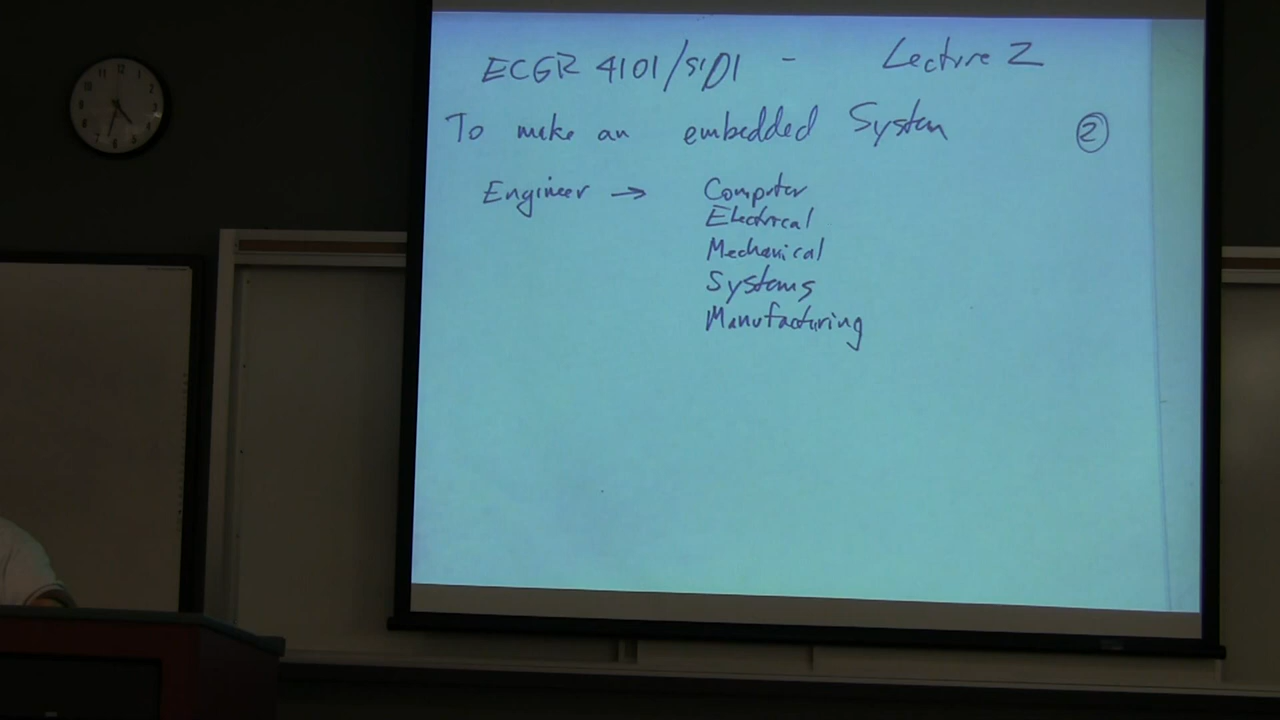 ECGR 4101/5101 - Lecture 2
To make an embedded System
2
Engineer → Computer
Electrical
Mechanical
Systems
Manufacturing